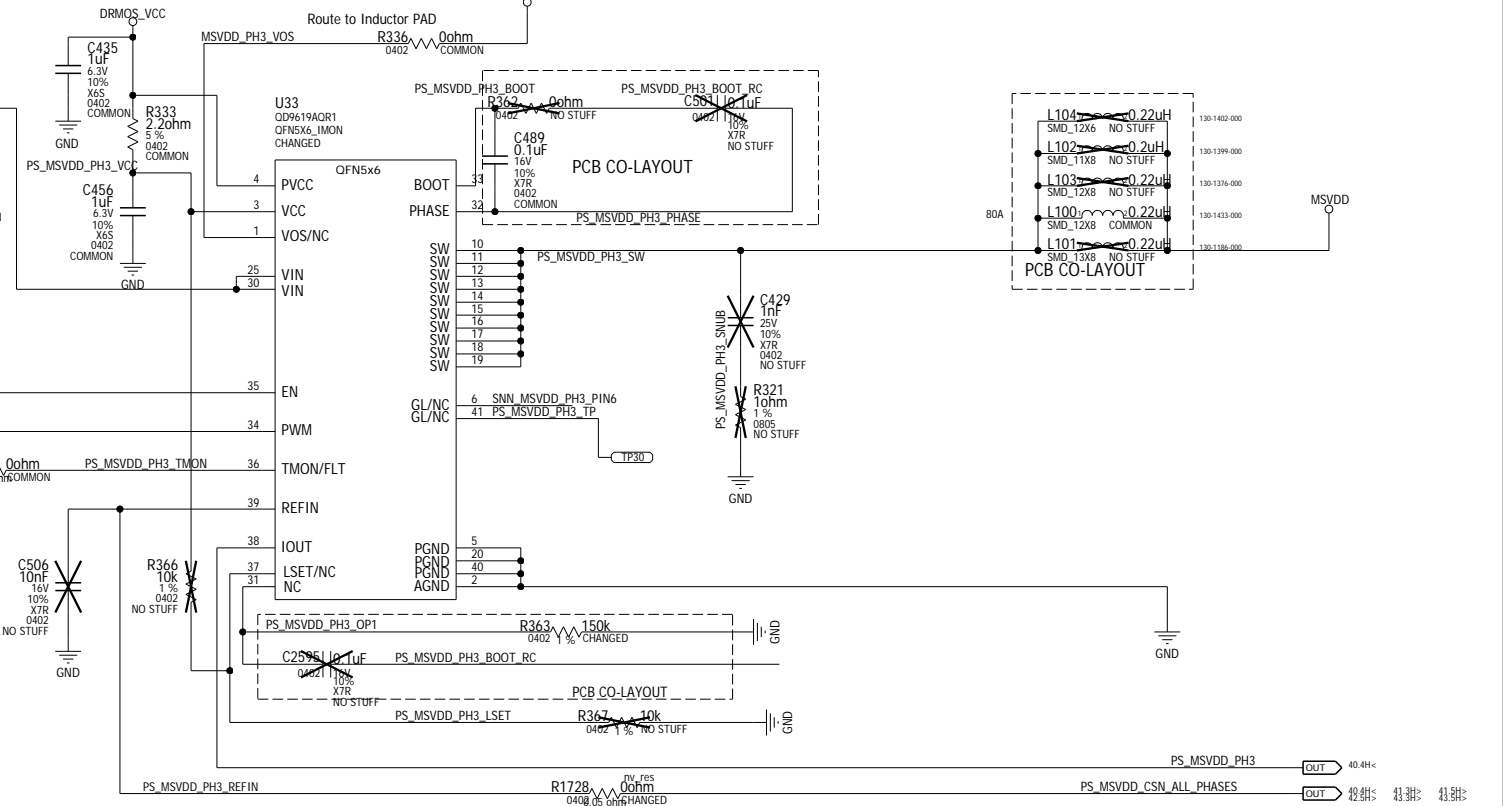 DRMOS_VCC
Route to Inductor PAD
MSVDD_PH3_VOS
R336
0ohm
0402
COMMON
C435
1uF
6.3V
10%
X6S
0402
COMMON
GND
R333
2.2ohm
5 %
0402
COMMON
PS_MSVDD_PH3_VCC
C456
1uF
6.3V
10%
X6S
0402
COMMON
GND
U33
QD9619AQR1
QFN5X6_IMON
CHANGED
QFN5x6
4 PVCC
3 VCC
1 VOS/NC
25 VIN
30 VIN
35 EN
34 PWM
36 TMON/FLT
39 REFIN
38 IOUT
37 LSET/NC
31 NC
BOOT 33
PHASE 32
SW 10
SW 11
SW 12
SW 13
SW 14
SW 15
SW 16
SW 17
SW 18
SW 19
GL/NC 6
GL/NC 41
PGND 5
PGND 20
PGND 40
AGND 2
PS_MSVDD_PH3_BOOT
R362
0ohm
0402
NO STUFF
PS_MSVDD_PH3_BOOT_RC
C501
0.1uF
0402
16V
10%
X7R
NO STUFF
C489
0.1uF
16V
10%
X7R
0402
COMMON
PCB CO-LAYOUT
PS_MSVDD_PH3_PHASE
PS_MSVDD_PH3_SW
L104 0.22uH
SMD_12X6 NO STUFF
130-1402-000
L102 0.2uH
SMD_11X8 NO STUFF
130-1399-000
L103 0.22uH
SMD_12X8 NO STUFF
130-1376-000
80A
L100 0.22uH
SMD_12X8 COMMON
130-1433-000
L101 0.22uH
SMD_13X8 NO STUFF
130-1186-000
PCB CO-LAYOUT
MSVDD
PS_MSVDD_PH3_SNUB
C429
1nF
25V
10%
X7R
0402
NO STUFF
R321
1ohm
1 %
0805
NO STUFF
GND
SNN_MSVDD_PH3_PIN6
PS_MSVDD_PH3_TP
TP30
0ohm
COMMON
PS_MSVDD_PH3_TMON
C506
10nF
16V
10%
X7R
0402
NO STUFF
GND
R366
10k
1 %
0402
NO STUFF
PS_MSVDD_PH3_OP1
R363
150k
0402 1 % CHANGED
GND
C2595
0.1uF
0402
16V
10%
X7R
NO STUFF
PS_MSVDD_PH3_BOOT_RC
PCB CO-LAYOUT
PS_MSVDD_PH3_LSET
R367
10k
0402 1 % NO STUFF
GND
GND
PS_MSVDD_PH3
OUT
40.4H<
PS_MSVDD_PH3_REFIN
nv_res
R1728
0ohm
0402 0.05 ohm CHANGED
PS_MSVDD_CSN_ALL_PHASES
OUT
40.4H> 41.3H> 41.5H>
42.5H> 43.3H> 43.5H>